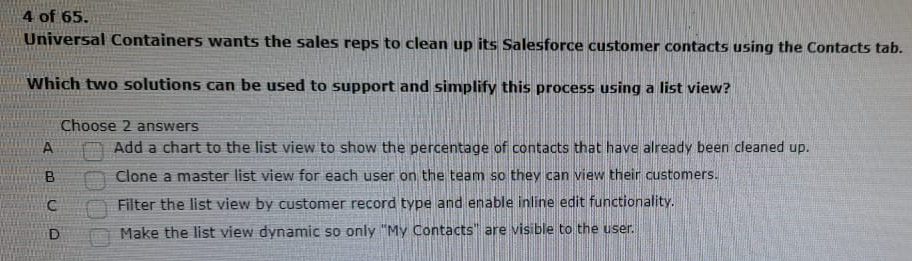 4 of 65.
Universal Containers wants the sales reps to clean up its Salesforce customer contacts using the Contacts tab.
Which two solutions can be used to support and simplify this process using a list view?
Choose 2 answers
A Add a chart to the list view to show the percentage of contacts that have already been cleaned up.
B Clone a master list view for each user on the team so they can view their customers.
C Filter the list view by customer record type and enable inline edit functionality.
D Make the list view dynamic so only "My Contacts" are visible to the user.